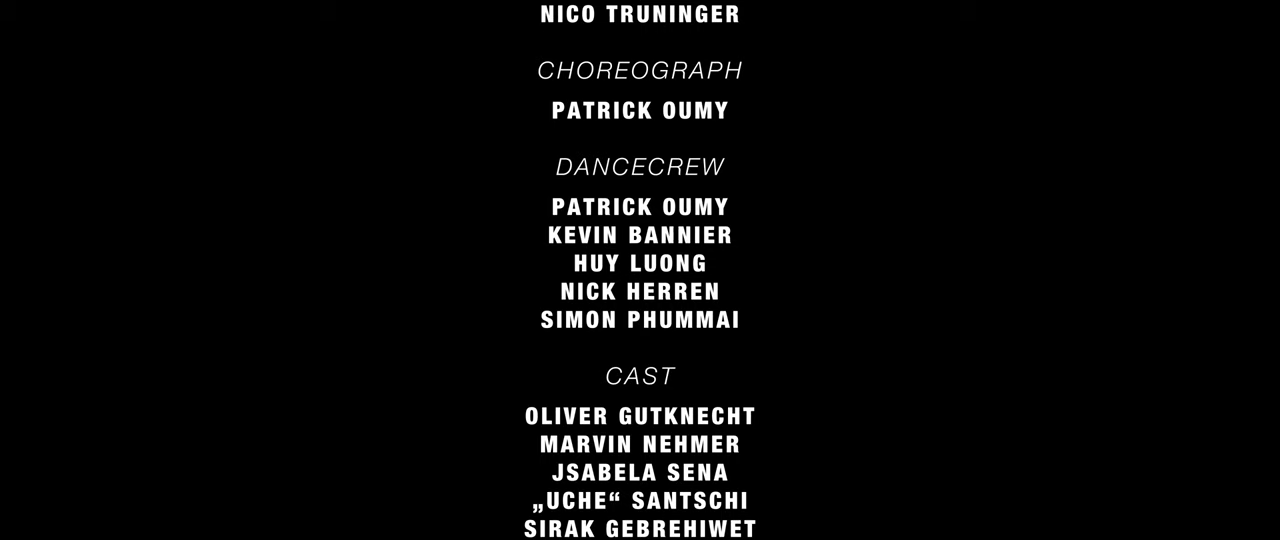 NICO TRUNINGER
CHOREOGRAPH
PATRICK OUMY
DANCECREW
PATRICK OUMY
KEVIN BANNIER
HUY LUONG
NICK HERREN
SIMON PHUMMAI
CAST
OLIVER GUTKNECHT
MARVIN NEHMER
JSABELA SENA
„UCHE“ SANTSCHI
SIRAK GEBREHIWET